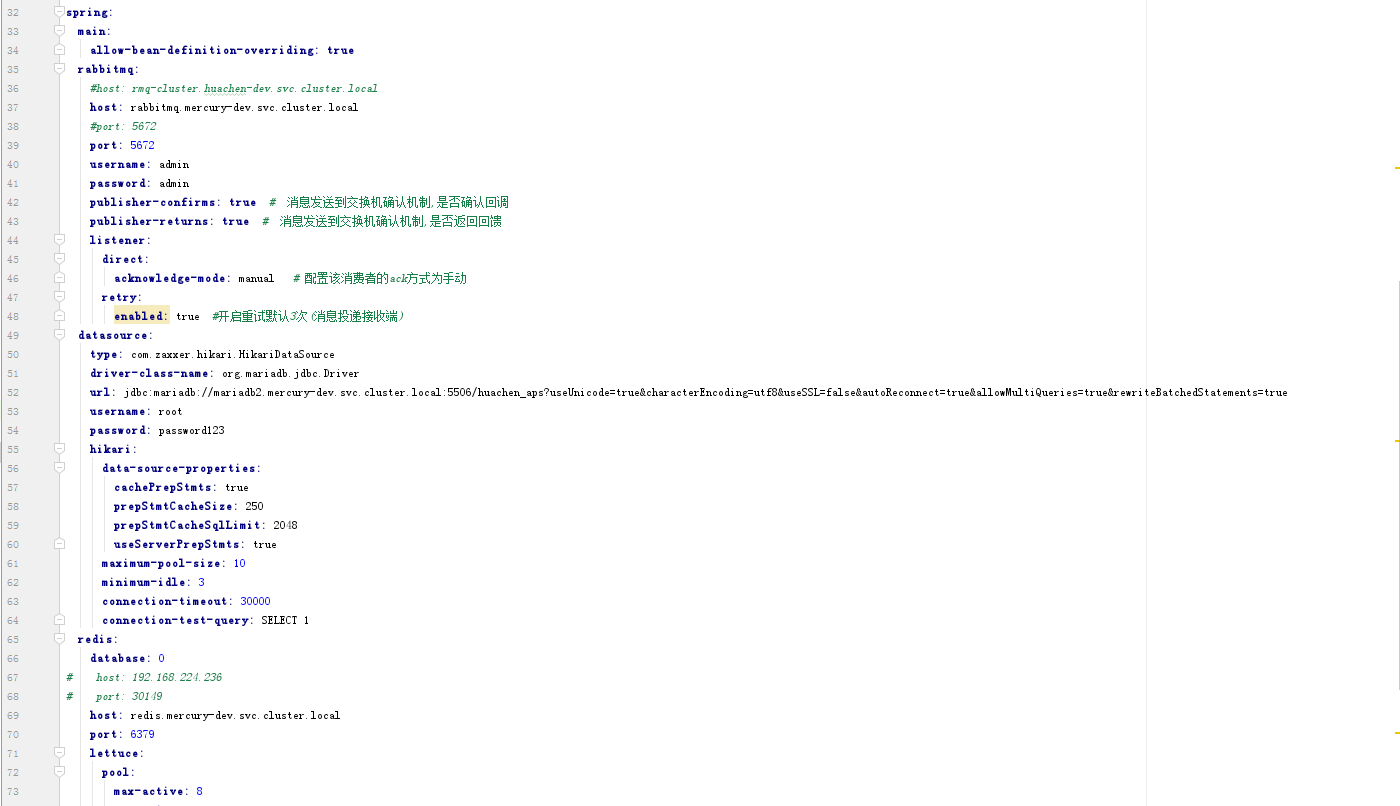 32 spring:
33 main:
34 allow-bean-definition-overriding: true
35 rabbitmq:
36 #host: rmq-cluster.huachen-dev.svc.cluster.local
37 host: rabbitmq.mercury-dev.svc.cluster.local
38 #port: 5672
39 port: 5672
40 username: admin
41 password: admin
42 publisher-confirms: true # 消息发送到交换机确认机制,是否确认回调
43 publisher-returns: true # 消息发送到交换机确认机制,是否返回回馈
44 listener:
45 direct:
46 acknowledge-mode: manual # 配置该消费者的ack方式为手动
47 retry:
48 enabled: true #开启重试默认3次(消息投递接收端)
49 datasource:
50 type: com.zaxxer.hikari.HikariDataSource
51 driver-class-name: org.mariadb.jdbc.Driver
52 url: jdbc:mariadb://mariadb2.mercury-dev.svc.cluster.local:5506/huachen_aps?useUnicode=true&characterEncoding=utf8&useSSL=false&autoReconnect=true&allowMultiQueries=true&rewriteBatchedStatements=true
53 username: root
54 password: password123
55 hikari:
56 data-source-properties:
57 cachePrepStmts: true
58 prepStmtCacheSize: 250
59 prepStmtCacheSqlLimit: 2048
60 useServerPrepStmts: true
61 maximum-pool-size: 10
62 minimum-idle: 3
63 connection-timeout: 30000
64 connection-test-query: SELECT 1
65 redis:
66 database: 0
67 # host: 192.168.224.236
68 # port: 30149
69 host: redis.mercury-dev.svc.cluster.local
70 port: 6379
71 lettuce:
72 pool:
73 max-active: 8